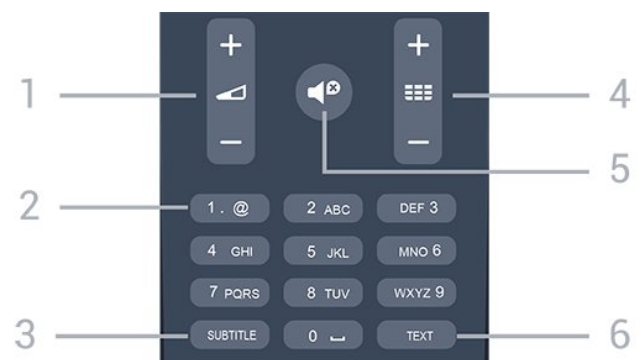 + +
1 4
− − 5
2 1 . @ 2 ABC DEF 3
4 GHI 5 JKL MNO 6
7 PQRS 8 TUV WXYZ 9
3 SUBTITLE 0 ⎵ TEXT 6